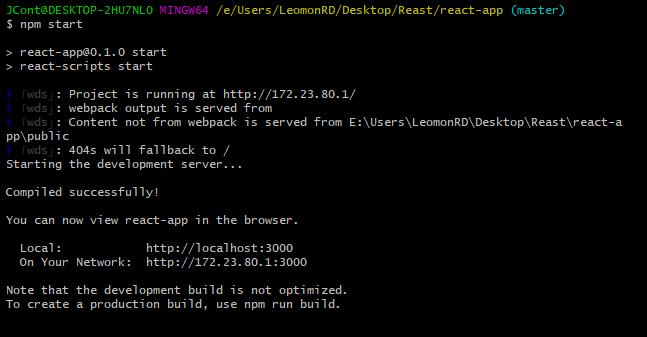 JCont@DESKTOP-2HU7NLO MINGW64 /e/Users/LeomonRD/Desktop/Reast/react-app (master)
$ npm start
> react-app@0.1.0 start
> react-scripts start
i ｢wds｣: Project is running at http://172.23.80.1/
i ｢wds｣: webpack output is served from
i ｢wds｣: Content not from webpack is served from E:\Users\LeomonRD\Desktop\Reast\react-a
pp\public
i ｢wds｣: 404s will fallback to /
Starting the development server...
Compiled successfully!
You can now view react-app in the browser.
Local: http://localhost:3000
On Your Network: http://172.23.80.1:3000
Note that the development build is not optimized.
To create a production build, use npm run build.